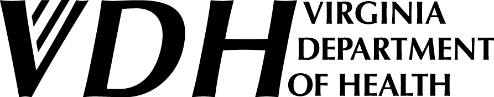 VDH
VIRGINIA
DEPARTMENT
OF HEALTH